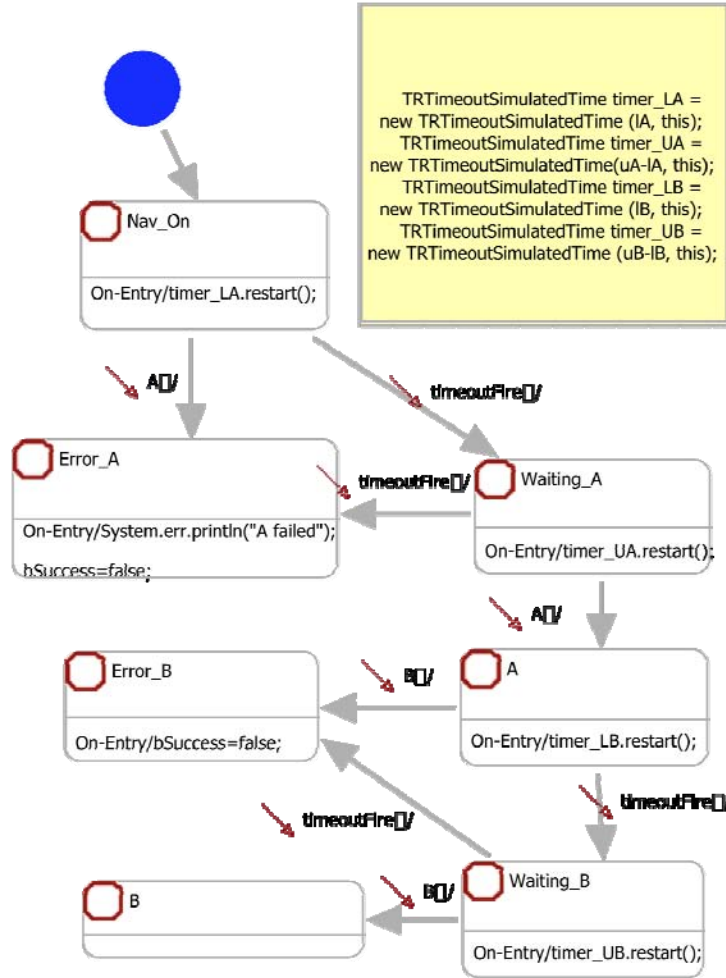 TRTimeoutSimulatedTime timer_LA =
new TRTimeoutSimulatedTime (lA, this);
TRTimeoutSimulatedTime timer_UA =
new TRTimeoutSimulatedTime(uA-lA, this);
TRTimeoutSimulatedTime timer_LB =
new TRTimeoutSimulatedTime (lB, this);
TRTimeoutSimulatedTime timer_UB =
new TRTimeoutSimulatedTime (uB-lB, this);
Nav_On
On-Entry/timer_LA.restart();
A[]/
timeoutFire[]/
Error_A
timeoutFire[]/
Waiting_A
On-Entry/System.err.println("A failed");
bSuccess=false;
On-Entry/timer_UA.restart();
A[]/
Error_B
B[]/
A
On-Entry/bSuccess=false;
On-Entry/timer_LB.restart();
timeoutFire[]/
timeoutFire[]/
B
B[]/
Waiting_B
On-Entry/timer_UB.restart();